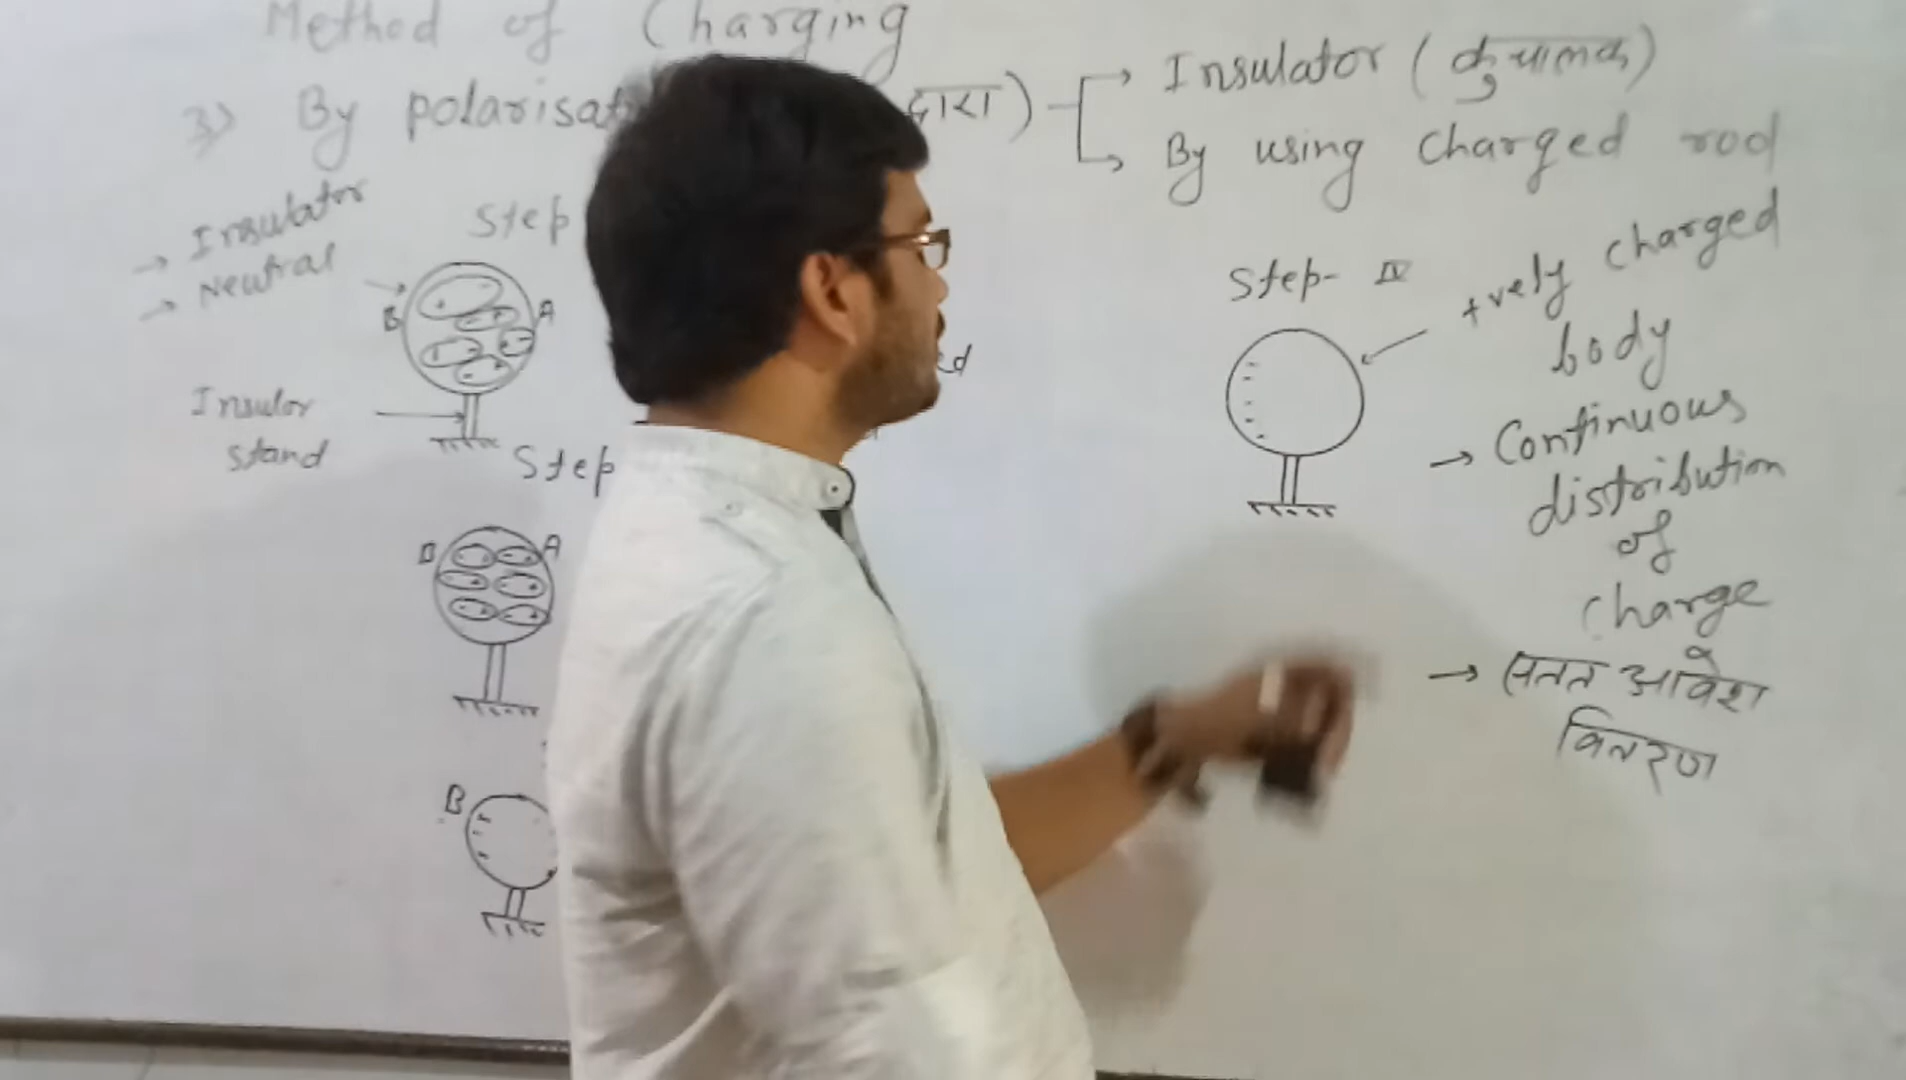 Method of Charging
3) By polarisat द्वारा)
Insulator (कुचालक)
By using charged rod
→ Insulator
→ Neutral
Step
B A
Insulor
stand
Step
B A
B
Step- IV
+vely charged
body
→ Continuous
distribution
of
charge
→ सतत आवेश
वितरण